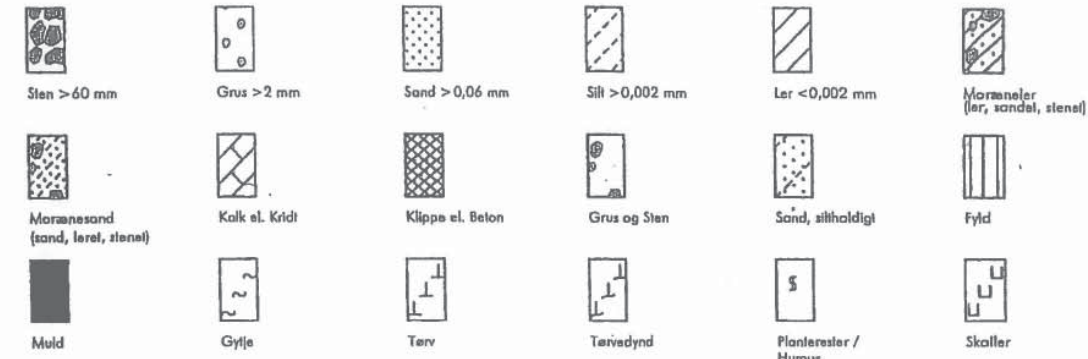 Sten >60 mm
Grus >2 mm
Sand >0,06 mm
Silt >0,002 mm
Ler <0,002 mm
Moræneler
(ler, sandet, stenet)
Morænesand
(sand, leret, stenet)
Kalk el. Kridt
Klippe el. Beton
Grus og Sten
Sand, siltholdigt
Fyld
Muld
Gytje
Tørv
Tørvedynd
Planterester /
Humus
Skaller